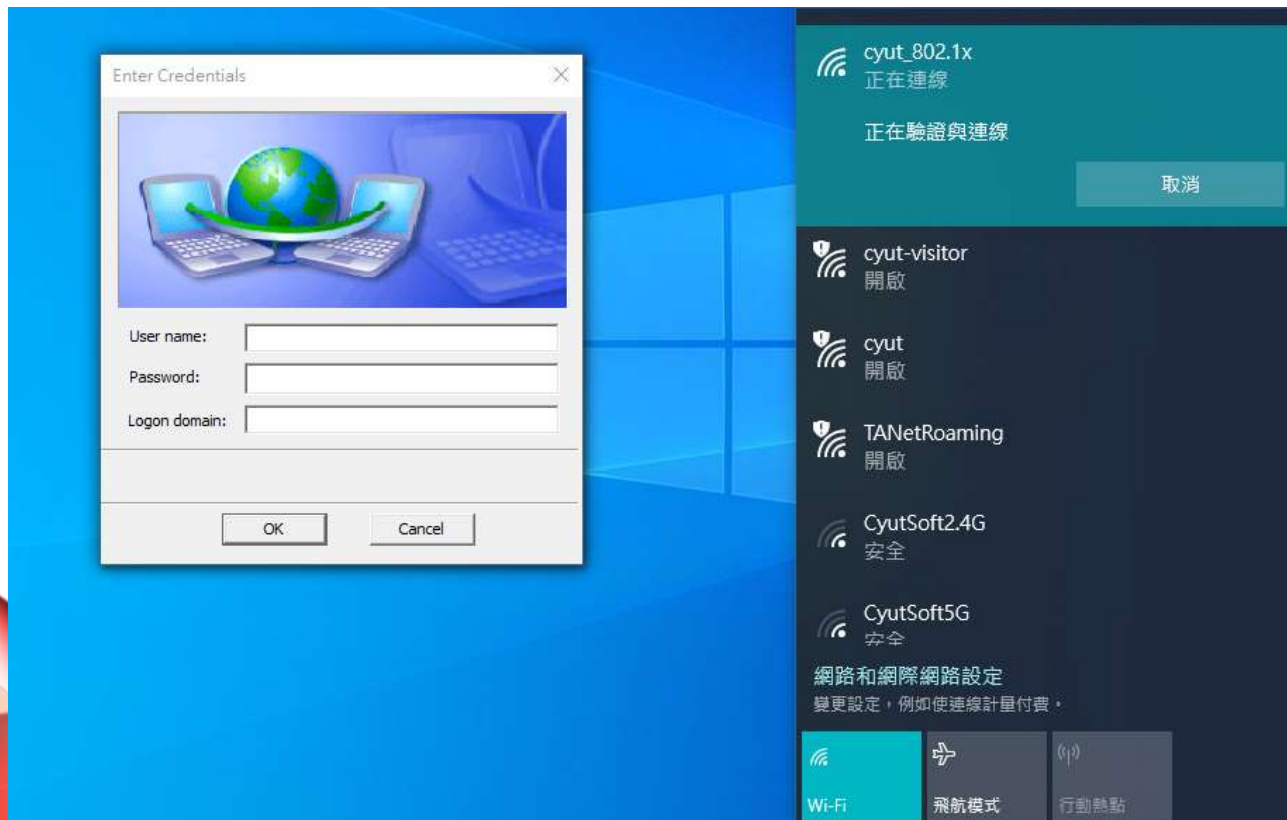 Enter Credentials
User name:
Password:
Logon domain:
OK
Cancel
cyut_802.1x
正在連線
正在驗證與連線
取消
cyut-visitor
開啟
cyut
開啟
TANetRoaming
開啟
CyutSoft2.4G
安全
CyutSoft5G
安全
網路和網際網路設定
變更設定，例如使連線計量付費。
Wi-Fi
飛航模式
行動熱點